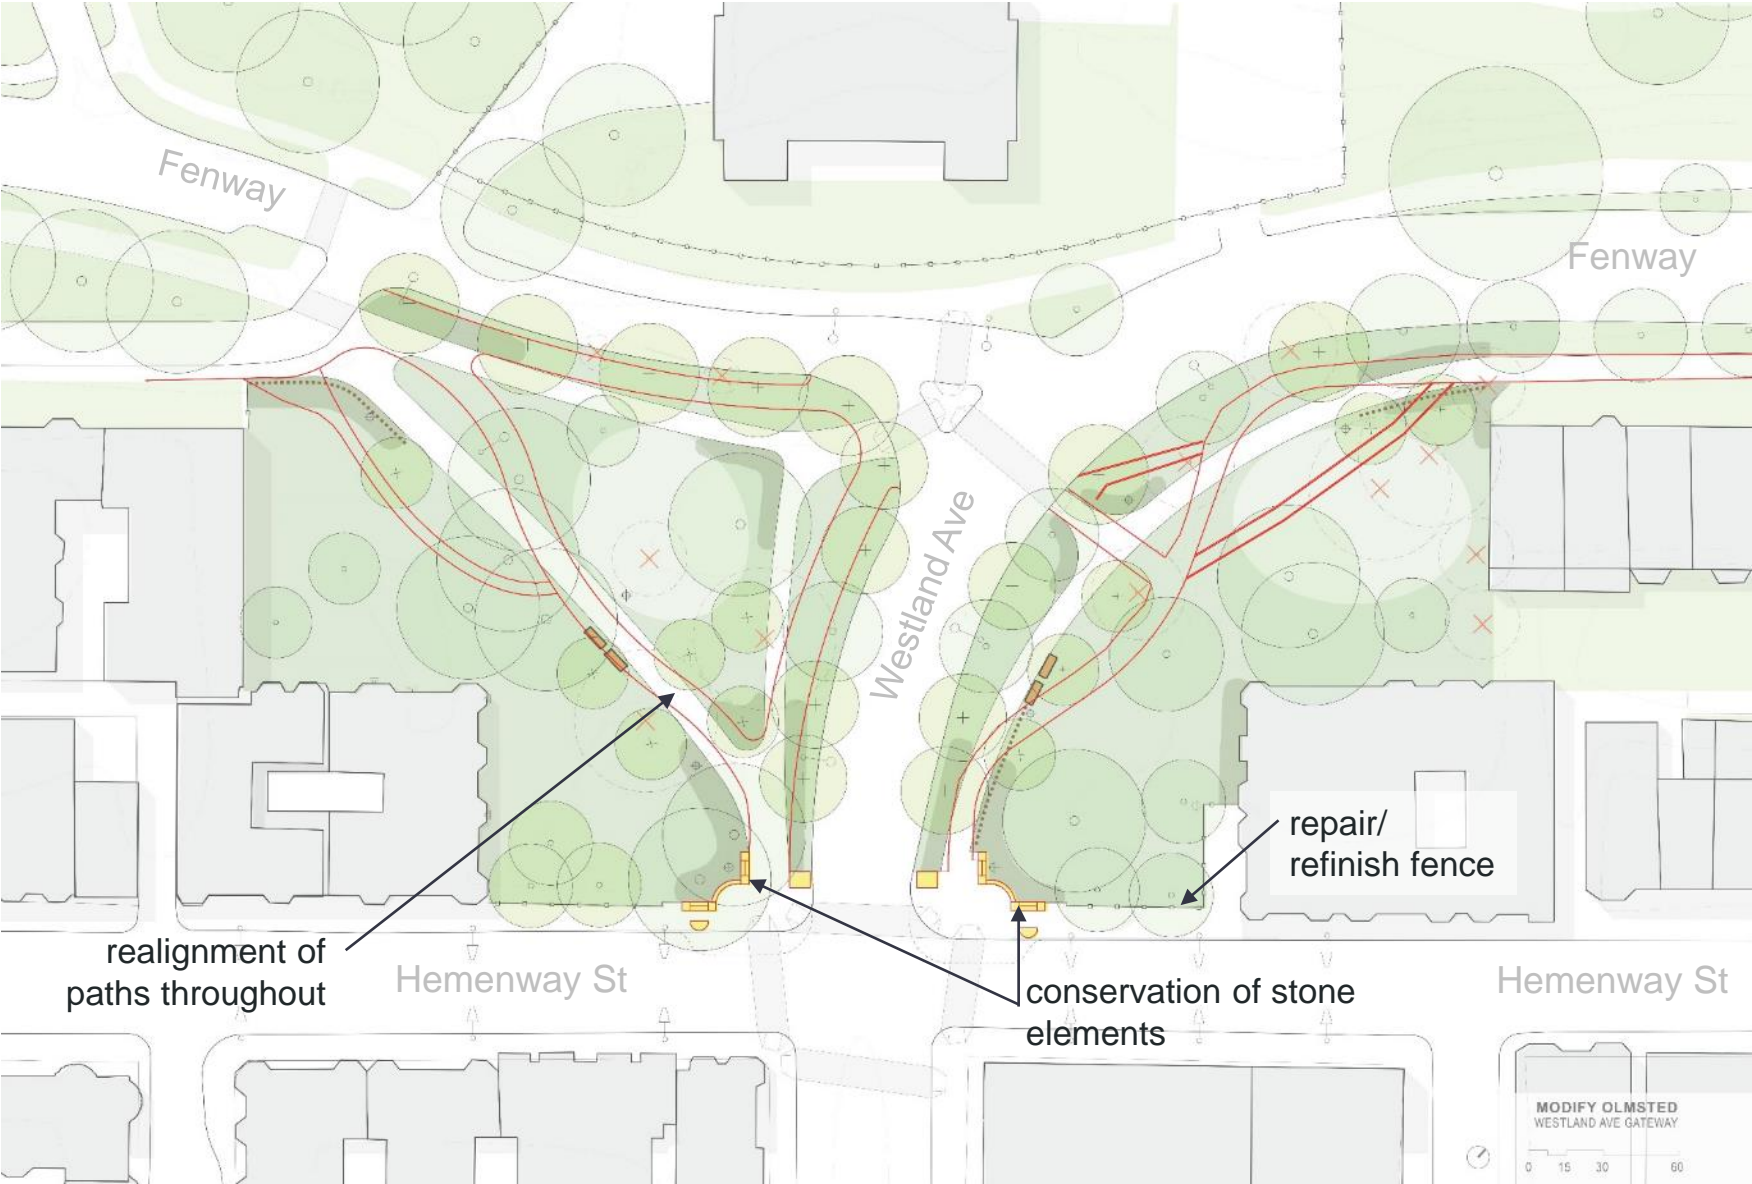 Fenway
Fenway
Westland Ave
repair/
refinish fence
realignment of
paths throughout
Hemenway St
conservation of stone
elements
Hemenway St
MODIFY OLMSTED
WESTLAND AVE GATEWAY
0 15 30 60